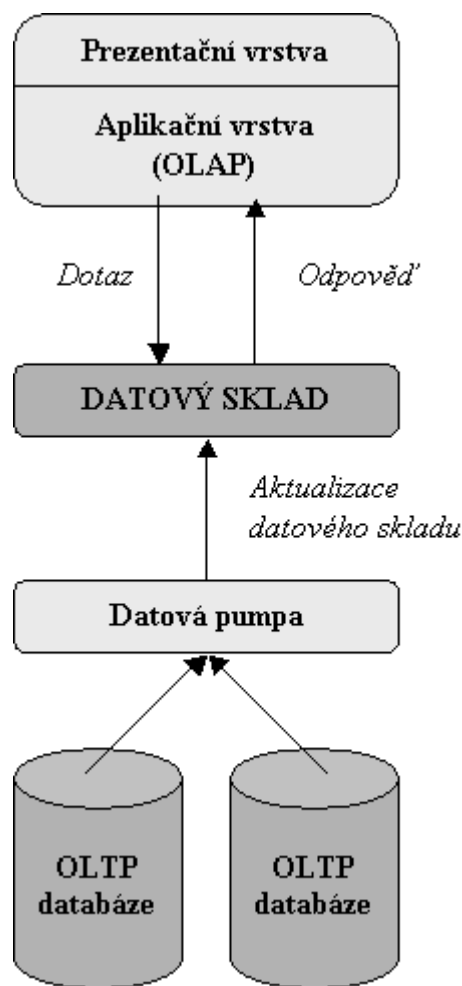 Prezentační vrstva
Aplikační vrstva
(OLAP)
Dotaz
Odpověď
DATOVÝ SKLAD
Aktualizace
datového skladu
Datová pumpa
OLTP
databáze
OLTP
databáze